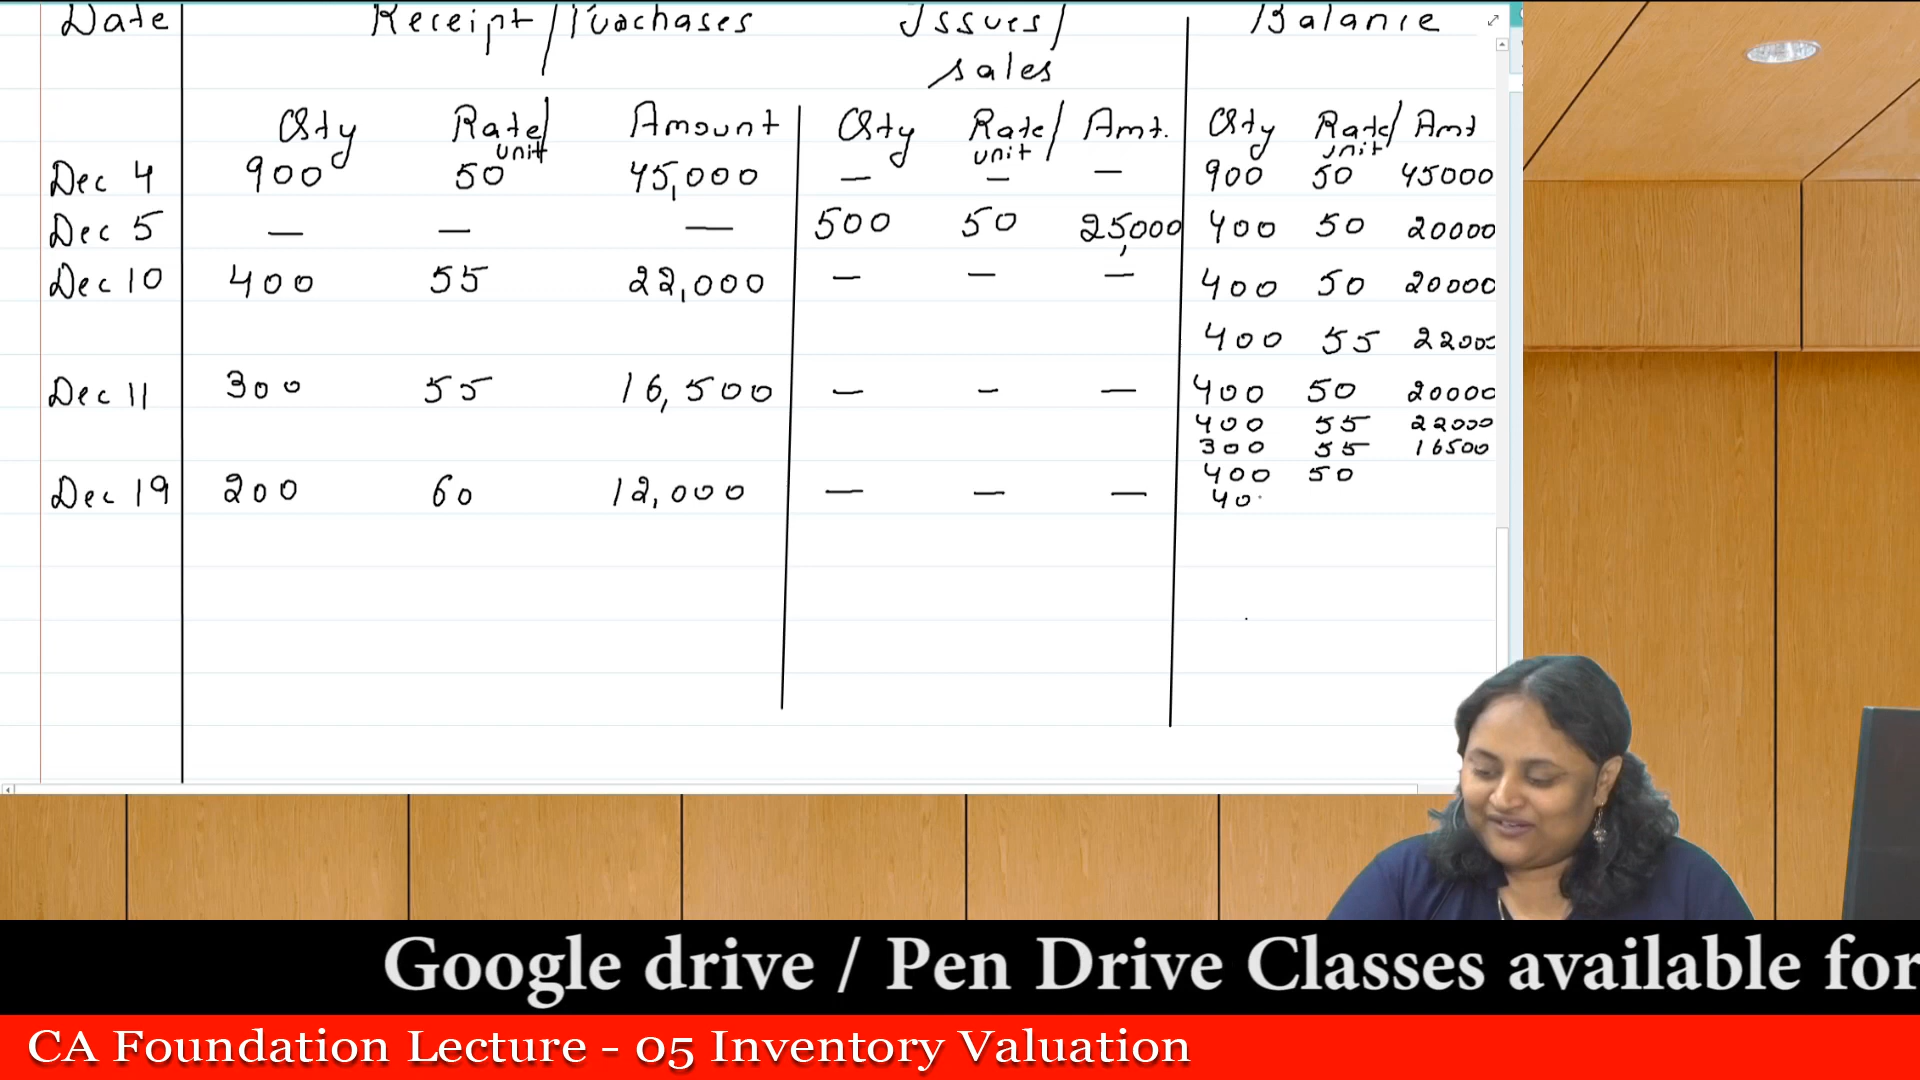 Date Receipt/Purchases Issues/ Balance
sales
Qty Rate/ Amount Qty Rate/ Amt. Qty Rate/ Amt
unit unit unit
Dec 4 900 50 45,000 — — — 900 50 45000
Dec 5 — — — 500 50 25,000 400 50 20000
Dec 10 400 55 22,000 — — — 400 50 20000
400 55 22000
Dec 11 300 55 16,500 — - — 400 50 20000
400 55 22000
300 55 16500
400 50
Dec 19 200 60 12,000 — — — 40
Google drive / Pen Drive Classes available for
CA Foundation Lecture - 05 Inventory Valuation